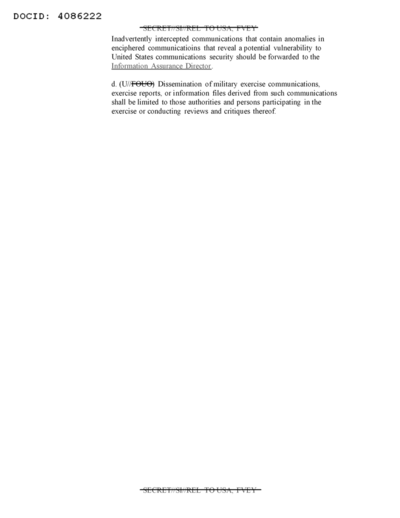 DOCID: 4086222
SECRET//SI//REL TO USA, FVEY
Inadvertently intercepted communications that contain anomalies in
enciphered communicatioins that reveal a potential vulnerability to
United States communications security should be forwarded to the
Information Assurance Director.
d. (U//FOUO) Dissemination of military exercise communications,
exercise reports, or information files derived from such communications
shall be limited to those authorities and persons participating in the
exercise or conducting reviews and critiques thereof.
SECRET//SI//REL TO USA, FVEY